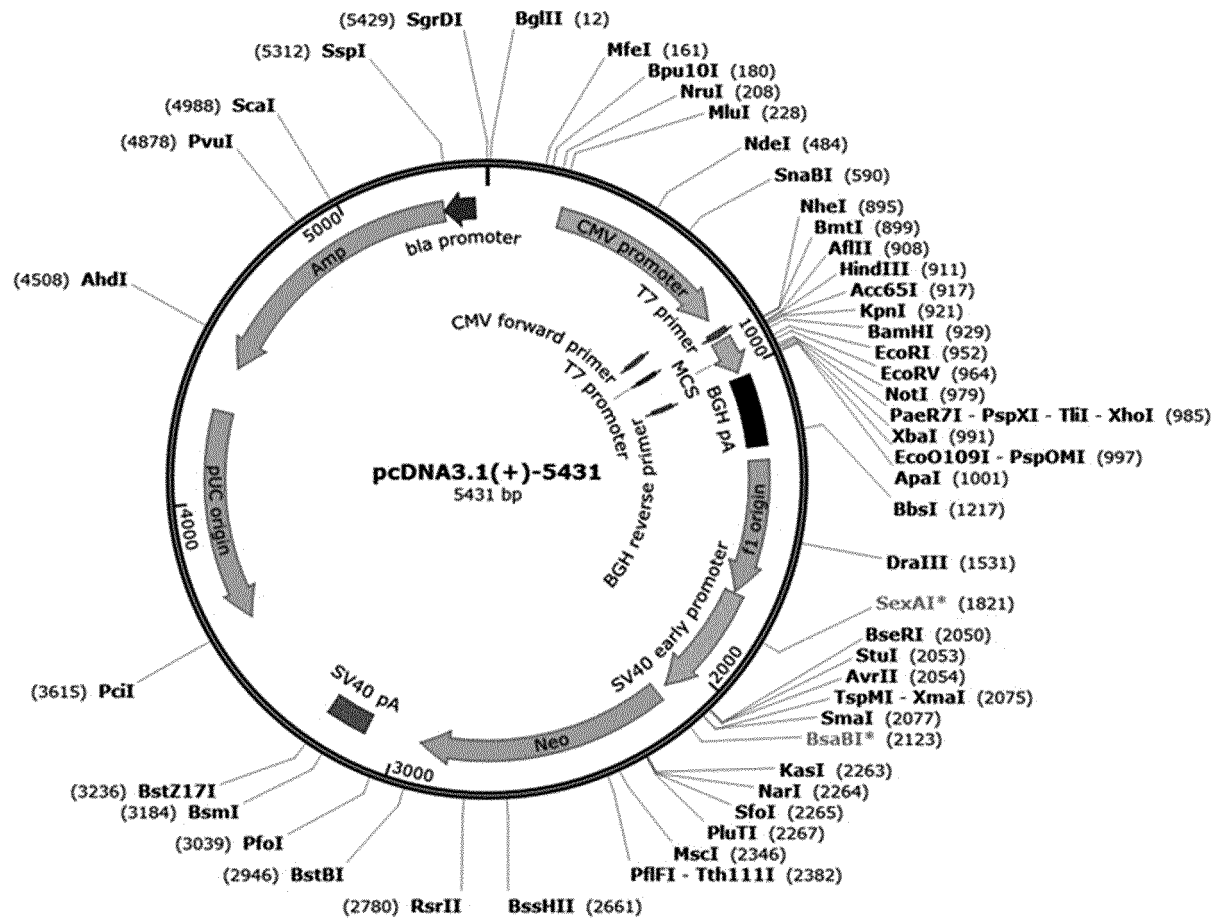 (5429) SgrDI
BglII (12)
(5312) SspI
MfeI (161)
Bpu10I (180)
(4988) ScaI
NruI (208)
MluI (228)
(4878) PvuI
NdeI (484)
SnaBI (590)
NheI (895)
BmtI (899)
AflII (908)
HindIII (911)
(4508) AhdI
Acc65I (917)
KpnI (921)
BamHI (929)
EcoRI (952)
EcoRV (964)
NotI (979)
PaeR7I - PspXI - TliI - XhoI (985)
XbaI (991)
EcoO109I - PspOMI (997)
ApaI (1001)
BbsI (1217)
DraIII (1531)
SexAI* (1821)
BseRI (2050)
StuI (2053)
AvrII (2054)
TspMI - XmaI (2075)
SmaI (2077)
BsaBI* (2123)
KasI (2263)
NarI (2264)
SfoI (2265)
PluTI (2267)
MscI (2346)
PflFI - Tth111I (2382)
BssHII (2661)
(2780) RsrII
(2946) BstBI
(3039) PfoI
(3184) BsmI
(3236) BstZ17I
(3615) PciI
5000
1000
2000
3000
4000
bla promoter
Amp
CMV promoter
T7 primer
CMV forward primer
T7 promoter
MCS
BGH reverse primer
BGH pA
f1 origin
SV40 early promoter
Neo
SV40 pA
pUC origin
pcDNA3.1(+)-5431
5431 bp